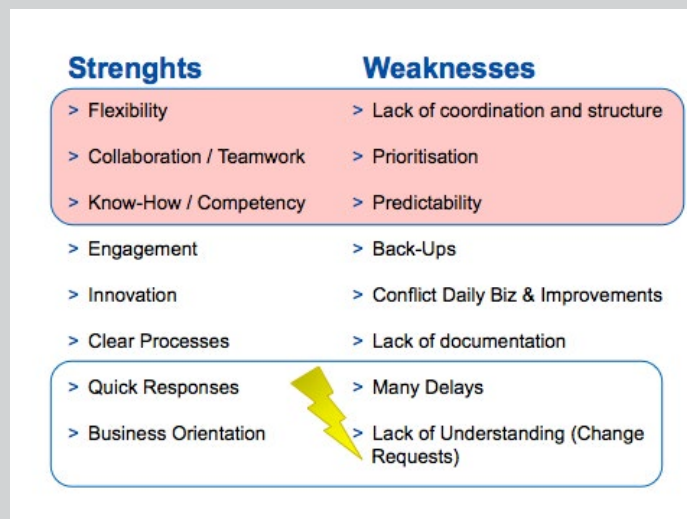 Strenghts
> Flexibility
> Collaboration / Teamwork
> Know-How / Competency
> Engagement
> Innovation
> Clear Processes
> Quick Responses
> Business Orientation
Weaknesses
> Lack of coordination and structure
> Prioritisation
> Predictability
> Back-Ups
> Conflict Daily Biz & Improvements
> Lack of documentation
> Many Delays
> Lack of Understanding (Change
Requests)